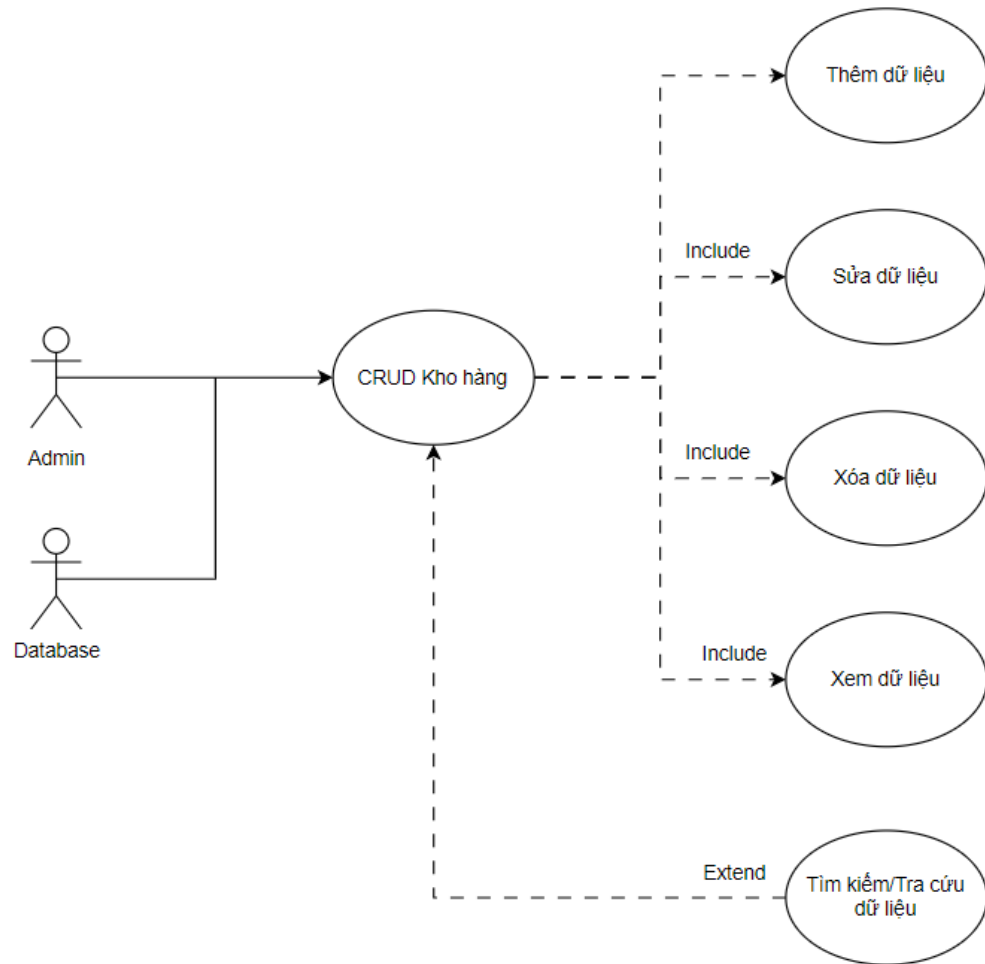 Thêm dữ liệu
Include
Sửa dữ liệu
CRUD Kho hàng
Admin
Include
Xóa dữ liệu
Database
Include
Xem dữ liệu
Extend
Tìm kiếm/Tra cứu
dữ liệu